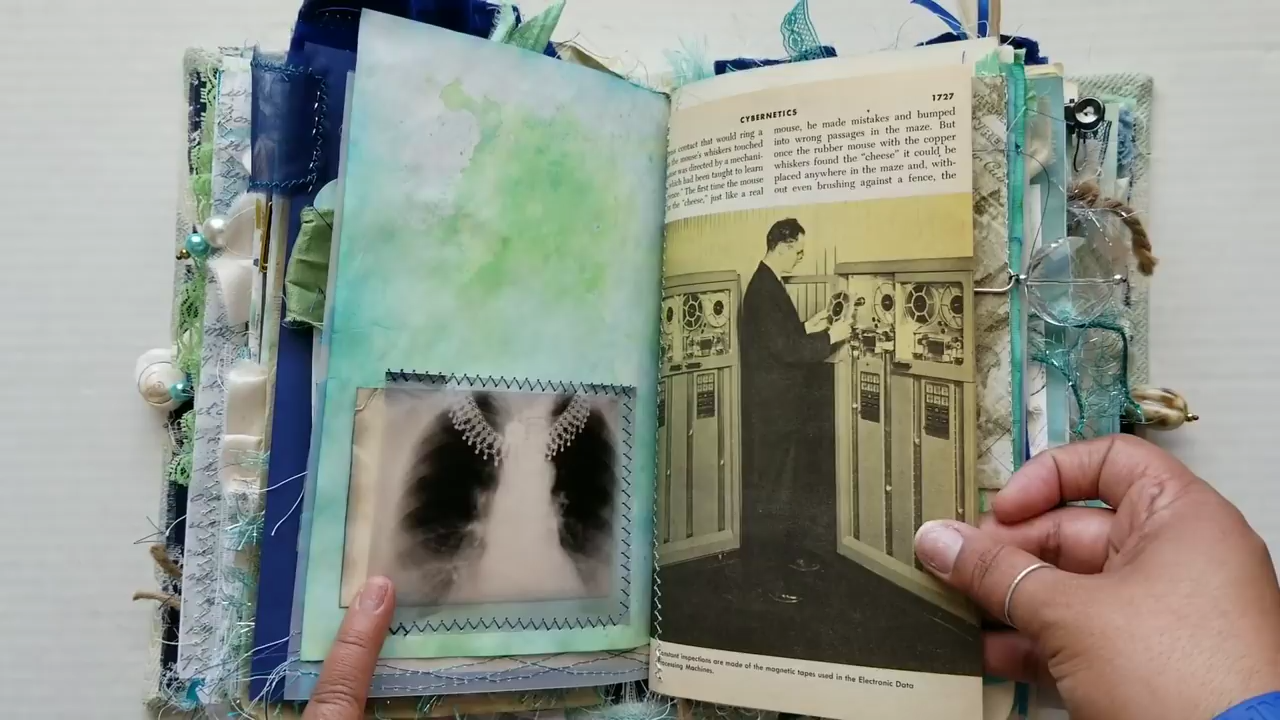 CYBERNETICS
1727
contact that would ring a
the mouse's whiskers touched
was directed by a mechani-
which had been taught to learn
The first time the mouse
the "cheese," just like a real
mouse, he made mistakes and bumped
into wrong passages in the maze. But
once the rubber mouse with the copper
whiskers found the "cheese" it could be
placed anywhere in the maze and, with-
out even brushing against a fence, the
Constant inspections are made of the magnetic tapes used in the Electronic Data
Processing Machines.